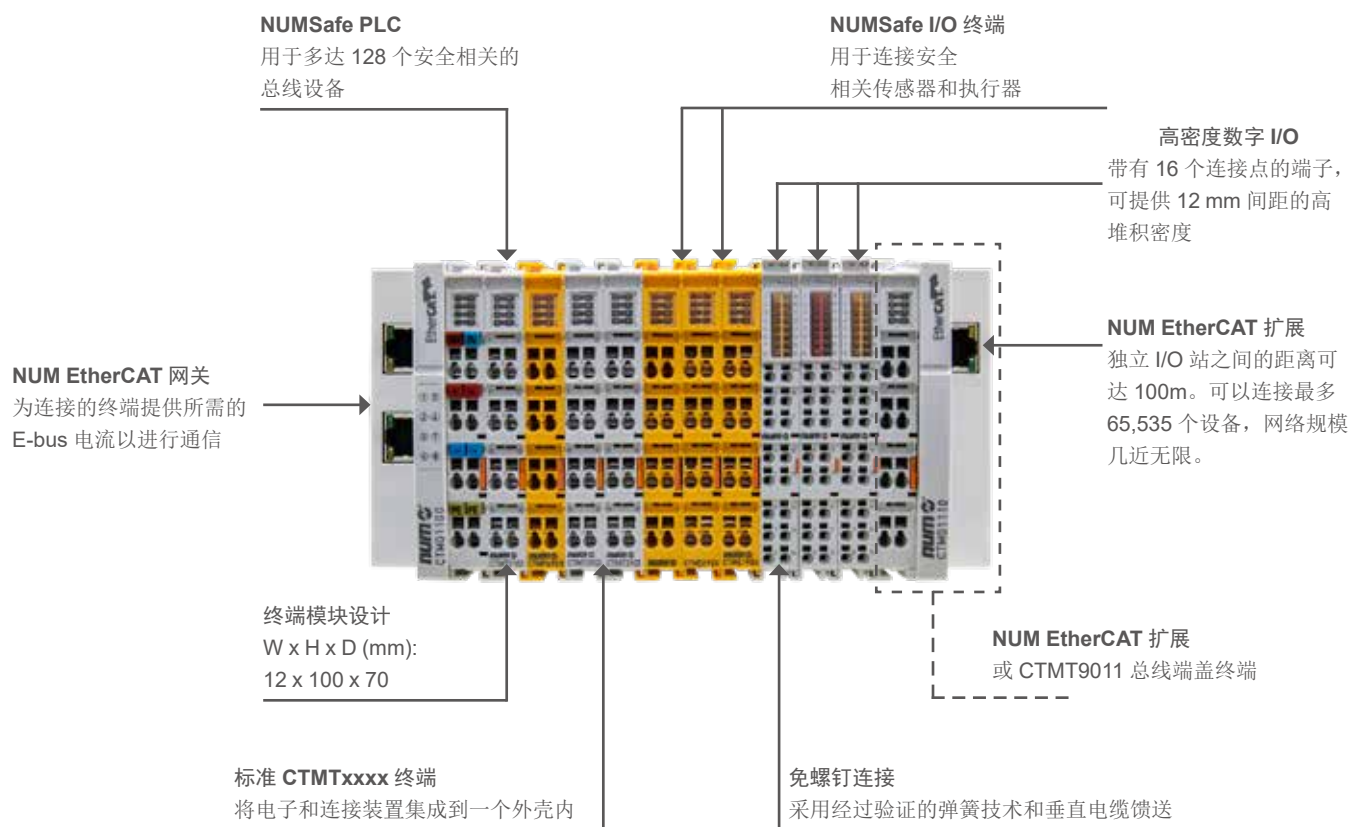 NUMSafe PLC
用于多达 128 个安全相关的
总线设备
NUMSafe I/O 终端
用于连接安全
相关传感器和执行器
高密度数字 I/O
带有 16 个连接点的端子，
可提供 12 mm 间距的高
堆积密度
NUM EtherCAT 扩展
独立 I/O 站之间的距离可
达 100m。可以连接最多
65,535 个设备，网络规模
几近无限。
NUM EtherCAT 网关
为连接的终端提供所需的
E-bus 电流以进行通信
EtherCAT
num
CTMG1100
EtherCAT
num
CTMG1110
终端模块设计
W x H x D (mm):
12 x 100 x 70
NUM EtherCAT 扩展
或 CTMT9011 总线端盖终端
标准 CTMTxxxx 终端
将电子和连接装置集成到一个外壳内
免螺钉连接
采用经过验证的弹簧技术和垂直电缆馈送